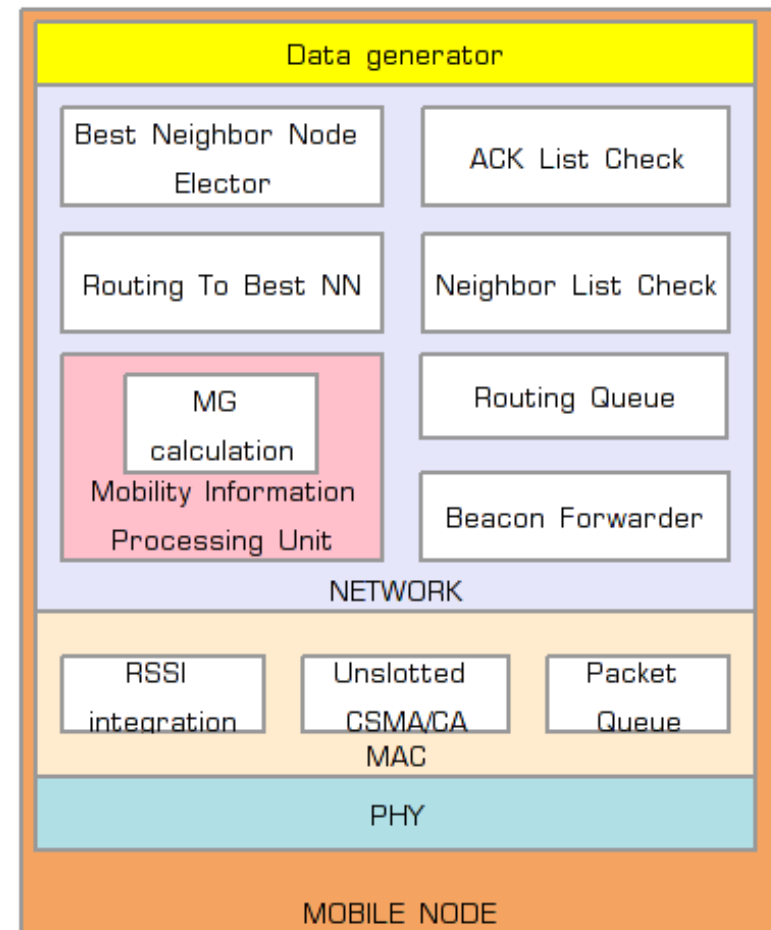 Data generator
Best Neighbor Node
Elector
ACK List Check
Routing To Best NN
Neighbor List Check
MG
calculation
Mobility Information
Processing Unit
Routing Queue
Beacon Forwarder
NETWORK
RSSI
integration
Unslotted
CSMA/CA
Packet
Queue
MAC
PHY
MOBILE NODE